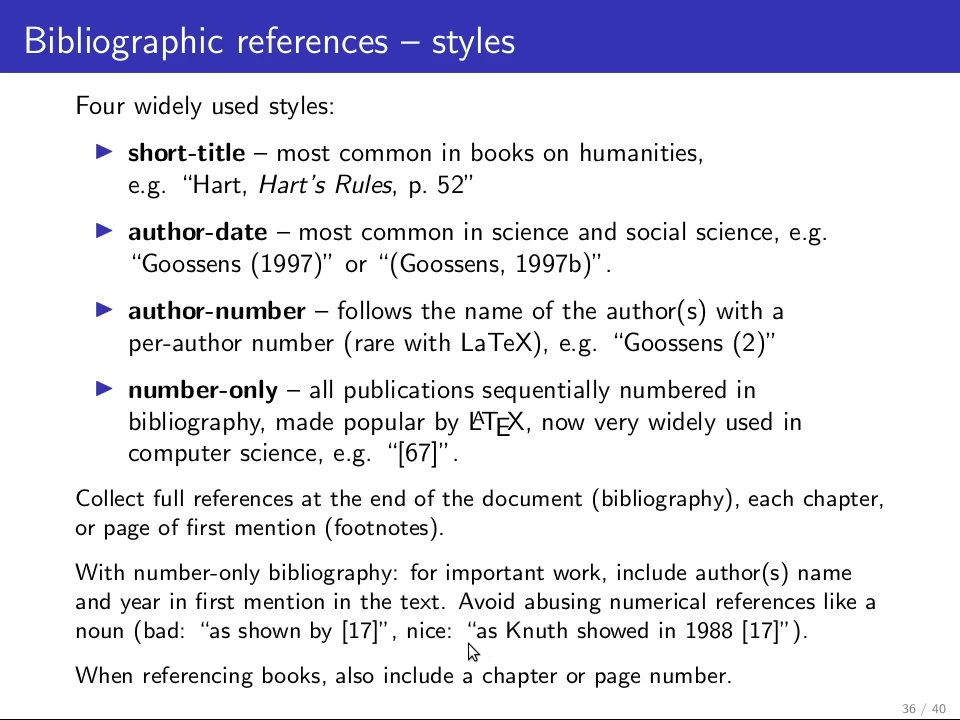 Bibliographic references – styles
Four widely used styles:
short-title – most common in books on humanities,
e.g. “Hart, Hart’s Rules, p. 52”
author-date – most common in science and social science, e.g.
“Goossens (1997)” or “(Goossens, 1997b)”.
author-number – follows the name of the author(s) with a
per-author number (rare with LaTeX), e.g. “Goossens (2)”
number-only – all publications sequentially numbered in
bibliography, made popular by LATEX, now very widely used in
computer science, e.g. “[67]”.
Collect full references at the end of the document (bibliography), each chapter,
or page of first mention (footnotes).
With number-only bibliography: for important work, include author(s) name
and year in first mention in the text. Avoid abusing numerical references like a
noun (bad: “as shown by [17]”, nice: “as Knuth showed in 1988 [17]”).
When referencing books, also include a chapter or page number.
36 / 40